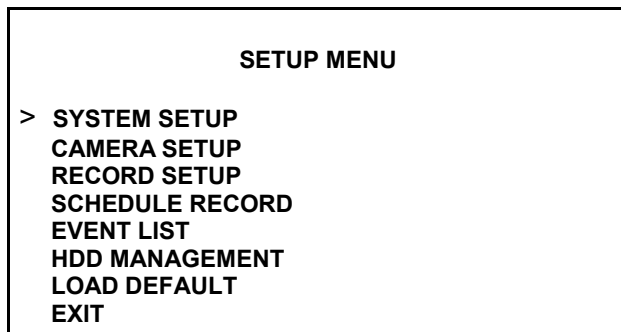 SETUP MENU
> SYSTEM SETUP
CAMERA SETUP
RECORD SETUP
SCHEDULE RECORD
EVENT LIST
HDD MANAGEMENT
LOAD DEFAULT
EXIT